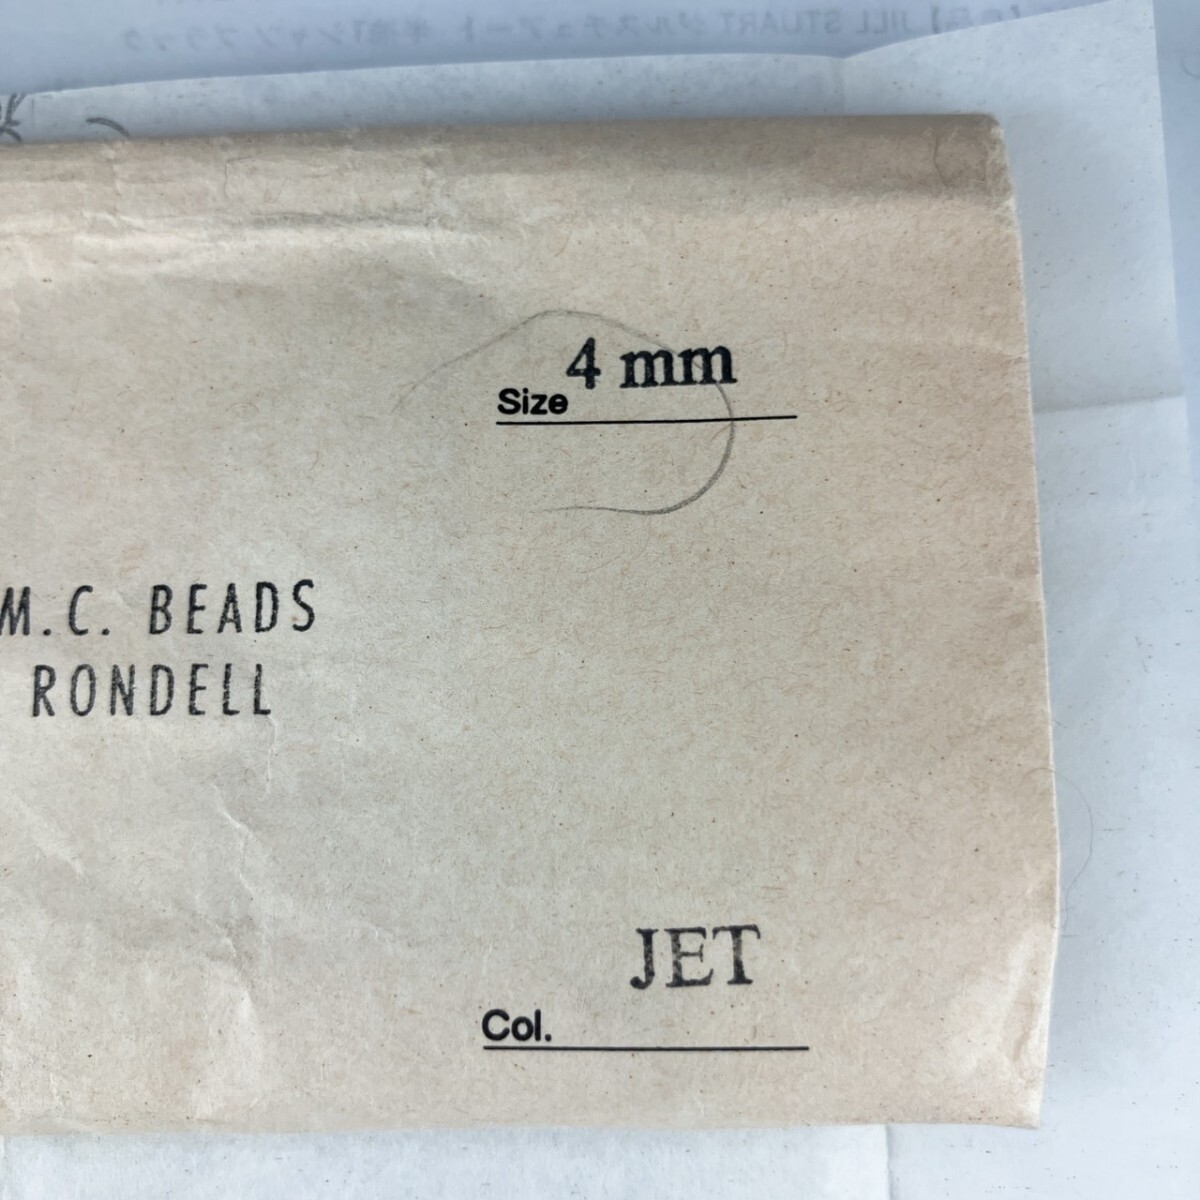 4 mm
Size
M.C. BEADS
RONDELL
JET
Col.